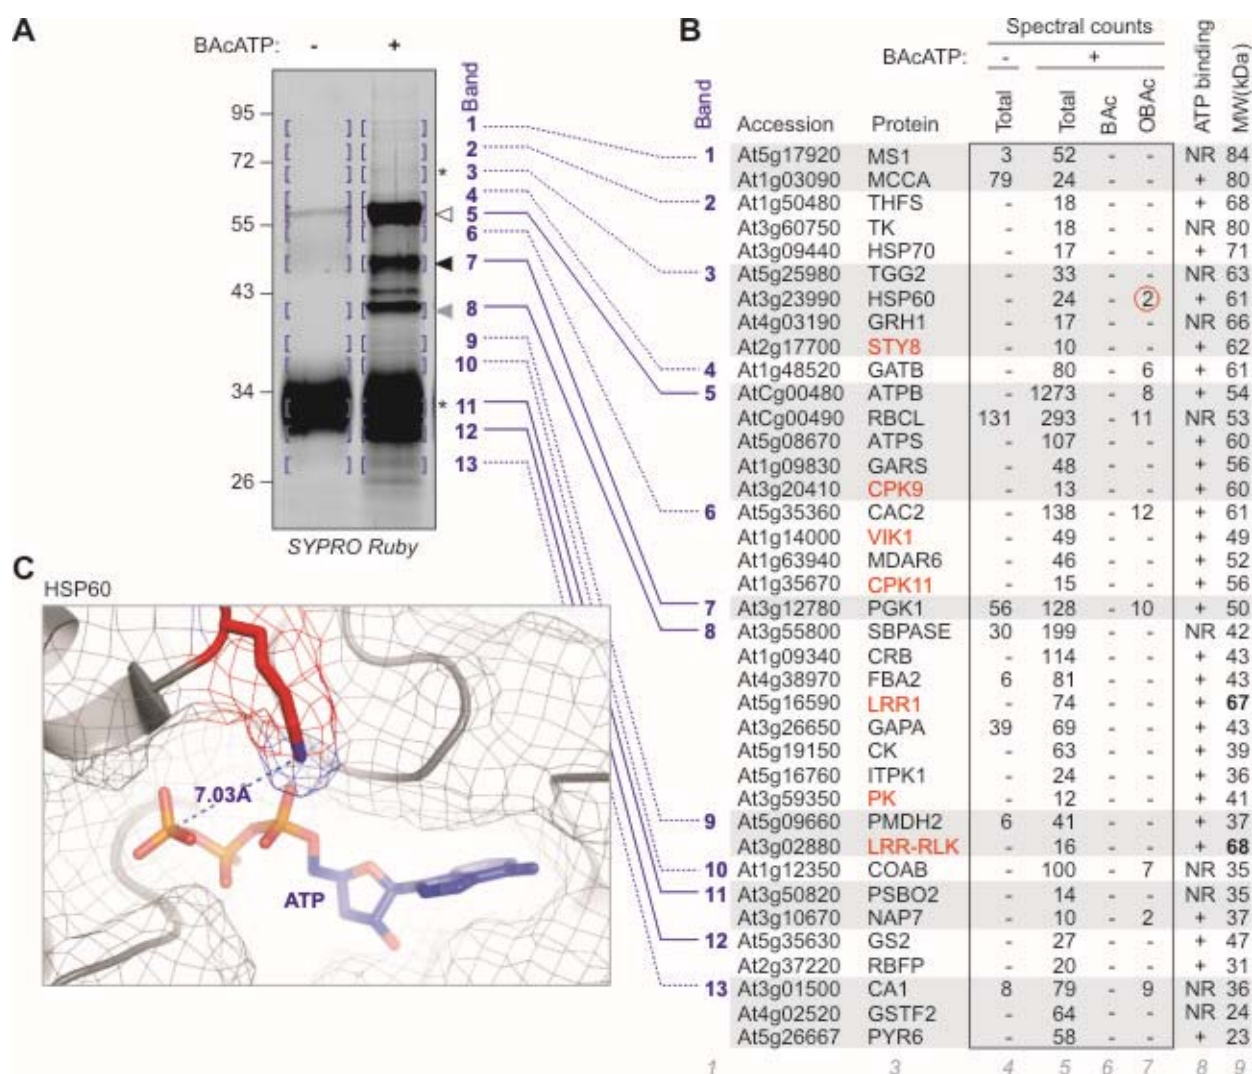 A
BAcATP: - +
Band
95
72
55
43
34
26
1
2
3
4
5
6
7
8
9
10
11
12
13
*
*
SYPRO Ruby
B
Spectral counts
BAcATP: - +
Band Accession Protein Total Total BAc OBAc ATP binding MW(kDa)
1 At5g17920 MS1 3 52 - - NR 84
At1g03090 MCCA 79 24 - - + 80
2 At1g50480 THFS - 18 - - + 68
At3g60750 TK - 18 - - NR 80
At3g09440 HSP70 - 17 - - + 71
3 At5g25980 TGG2 - 33 - - NR 63
At3g23990 HSP60 - 24 - 2 + 61
At4g03190 GRH1 - 17 - - NR 66
At2g17700 STY8 - 10 - - + 62
4 At1g48520 GATB - 80 - 6 + 61
5 AtCg00480 ATPB - 1273 - 8 + 54
AtCg00490 RBCL 131 293 - 11 NR 53
At5g08670 ATPS - 107 - - + 60
At1g09830 GARS - 48 - - + 56
At3g20410 CPK9 - 13 - - + 60
6 At5g35360 CAC2 - 138 - 12 + 61
At1g14000 VIK1 - 49 - - + 49
At1g63940 MDAR6 - 46 - - + 52
At1g35670 CPK11 - 15 - - + 56
7 At3g12780 PGK1 56 128 - 10 + 50
8 At3g55800 SBPASE 30 199 - - NR 42
At1g09340 CRB - 114 - - + 43
At4g38970 FBA2 6 81 - - + 43
At5g16590 LRR1 - 74 - - + 67
At3g26650 GAPA 39 69 - - + 43
At5g19150 CK - 63 - - + 39
At5g16760 ITPK1 - 24 - - + 36
At3g59350 PK - 12 - - + 41
9 At5g09660 PMDH2 6 41 - - + 37
At3g02880 LRR-RLK - 16 - - + 68
10 At1g12350 COAB - 100 - 7 NR 35
11 At3g50820 PSBO2 - 14 - - NR 35
At3g10670 NAP7 - 10 - 2 + 37
12 At5g35630 GS2 - 27 - - + 47
At2g37220 RBFP - 20 - - + 31
13 At3g01500 CA1 8 79 - 9 NR 36
At4g02520 GSTF2 - 64 - - NR 24
At5g26667 PYR6 - 58 - - + 23
1 3 4 5 6 7 8 9
C
HSP60
7.03Å
ATP